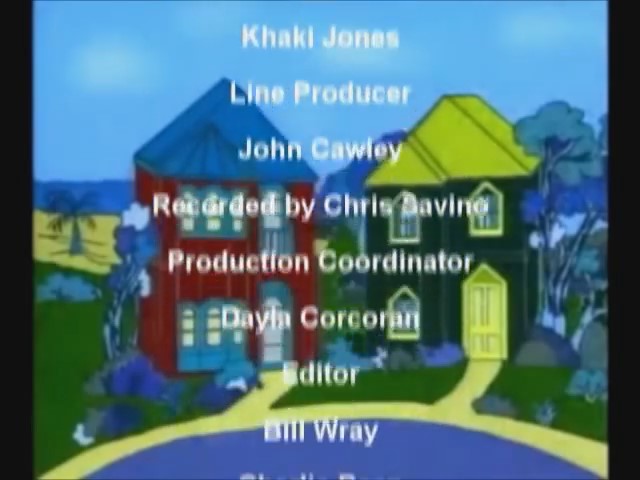 Khaki Jones
Line Producer
John Cawley
Recorded by Chris Savino
Production Coordinator
Dayla Corcoran
Editor
Bill Wray